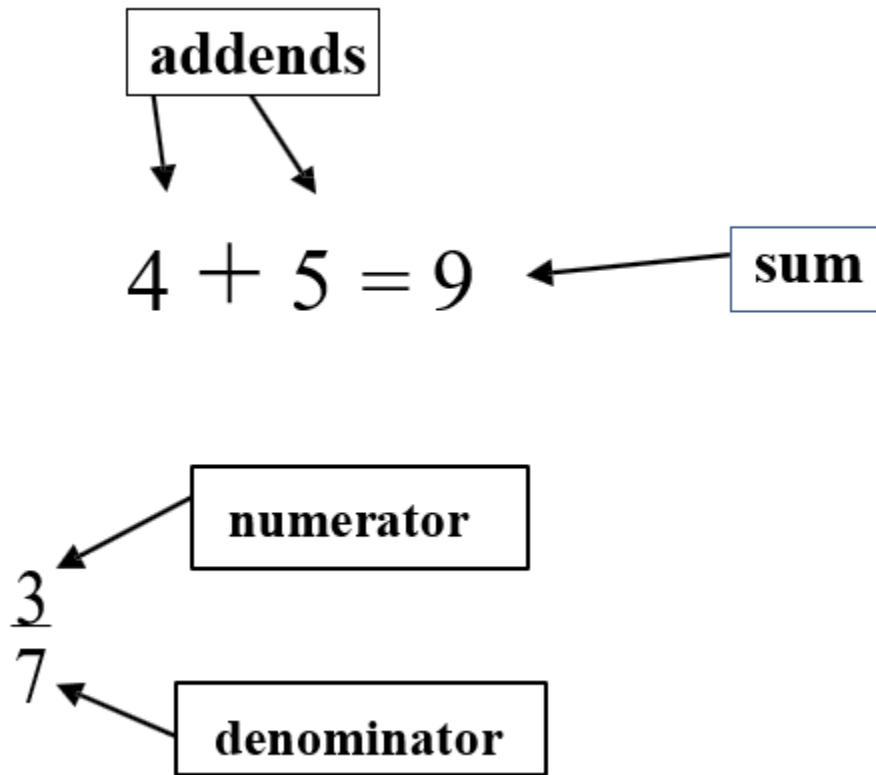 addends
4 + 5 = 9
sum
numerator
3
7
denominator